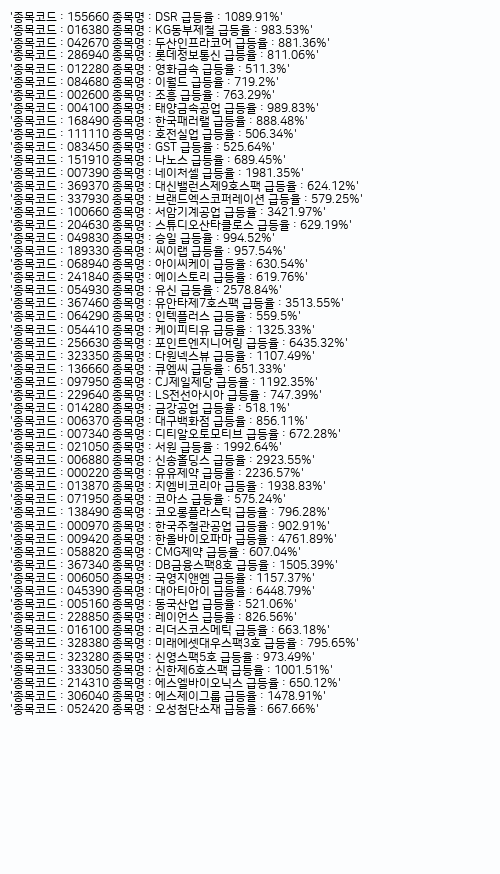 '종목코드 : 155660 종목명 : DSR 급등율 : 1089.91%'
'종목코드 : 016380 종목명 : KG동부제철 급등율 : 983.53%'
'종목코드 : 042670 종목명 : 두산인프라코어 급등율 : 881.36%'
'종목코드 : 286940 종목명 : 롯데정보통신 급등율 : 811.06%'
'종목코드 : 012280 종목명 : 영화금속 급등율 : 511.3%'
'종목코드 : 084680 종목명 : 이월드 급등율 : 719.2%'
'종목코드 : 002600 종목명 : 조흥 급등율 : 763.29%'
'종목코드 : 004100 종목명 : 태양금속공업 급등율 : 989.83%'
'종목코드 : 168490 종목명 : 한국패러랠 급등율 : 888.48%'
'종목코드 : 111110 종목명 : 호전실업 급등율 : 506.34%'
'종목코드 : 083450 종목명 : GST 급등율 : 525.64%'
'종목코드 : 151910 종목명 : 나노스 급등율 : 689.45%'
'종목코드 : 007390 종목명 : 네이처셀 급등율 : 1981.35%'
'종목코드 : 369370 종목명 : 대신밸런스제9호스팩 급등율 : 624.12%'
'종목코드 : 337930 종목명 : 브랜드엑스코퍼레이션 급등율 : 579.25%'
'종목코드 : 100660 종목명 : 서암기계공업 급등율 : 3421.97%'
'종목코드 : 204630 종목명 : 스튜디오산타클로스 급등율 : 629.19%'
'종목코드 : 049830 종목명 : 승일 급등율 : 994.52%'
'종목코드 : 189330 종목명 : 씨이랩 급등율 : 957.54%'
'종목코드 : 068940 종목명 : 아이씨케이 급등율 : 630.54%'
'종목코드 : 241840 종목명 : 에이스토리 급등율 : 619.76%'
'종목코드 : 054930 종목명 : 유신 급등율 : 2578.84%'
'종목코드 : 367460 종목명 : 유안타제7호스팩 급등율 : 3513.55%'
'종목코드 : 064290 종목명 : 인텍플러스 급등율 : 559.5%'
'종목코드 : 054410 종목명 : 케이피티유 급등율 : 1325.33%'
'종목코드 : 256630 종목명 : 포인트엔지니어링 급등율 : 6435.32%'
'종목코드 : 323350 종목명 : 다원넥스뷰 급등율 : 1107.49%'
'종목코드 : 136660 종목명 : 큐엠씨 급등율 : 651.33%'
'종목코드 : 097950 종목명 : CJ제일제당 급등율 : 1192.35%'
'종목코드 : 229640 종목명 : LS전선아시아 급등율 : 747.39%'
'종목코드 : 014280 종목명 : 금강공업 급등율 : 518.1%'
'종목코드 : 006370 종목명 : 대구백화점 급등율 : 856.11%'
'종목코드 : 007340 종목명 : 디티알오토모티브 급등율 : 672.28%'
'종목코드 : 021050 종목명 : 서원 급등율 : 1992.64%'
'종목코드 : 006880 종목명 : 신송홀딩스 급등율 : 2923.55%'
'종목코드 : 000220 종목명 : 유유제약 급등율 : 2236.57%'
'종목코드 : 013870 종목명 : 지엠비코리아 급등율 : 1938.83%'
'종목코드 : 071950 종목명 : 코아스 급등율 : 575.24%'
'종목코드 : 138490 종목명 : 코오롱플라스틱 급등율 : 796.28%'
'종목코드 : 000970 종목명 : 한국주철관공업 급등율 : 902.91%'
'종목코드 : 009420 종목명 : 한올바이오파마 급등율 : 4761.89%'
'종목코드 : 058820 종목명 : CMG제약 급등율 : 607.04%'
'종목코드 : 367340 종목명 : DB금융스팩8호 급등율 : 1505.39%'
'종목코드 : 006050 종목명 : 국영지앤엠 급등율 : 1157.37%'
'종목코드 : 045390 종목명 : 대아티아이 급등율 : 6448.79%'
'종목코드 : 005160 종목명 : 동국산업 급등율 : 521.06%'
'종목코드 : 228850 종목명 : 레이언스 급등율 : 826.56%'
'종목코드 : 016100 종목명 : 리더스코스메틱 급등율 : 663.18%'
'종목코드 : 328380 종목명 : 미래에셋대우스팩3호 급등율 : 795.65%'
'종목코드 : 323280 종목명 : 신영스팩5호 급등율 : 973.49%'
'종목코드 : 333050 종목명 : 신한제6호스팩 급등율 : 1001.51%'
'종목코드 : 214310 종목명 : 에스엘바이오닉스 급등율 : 650.12%'
'종목코드 : 306040 종목명 : 에스제이그룹 급등율 : 1478.91%'
'종목코드 : 052420 종목명 : 오성첨단소재 급등율 : 667.66%'